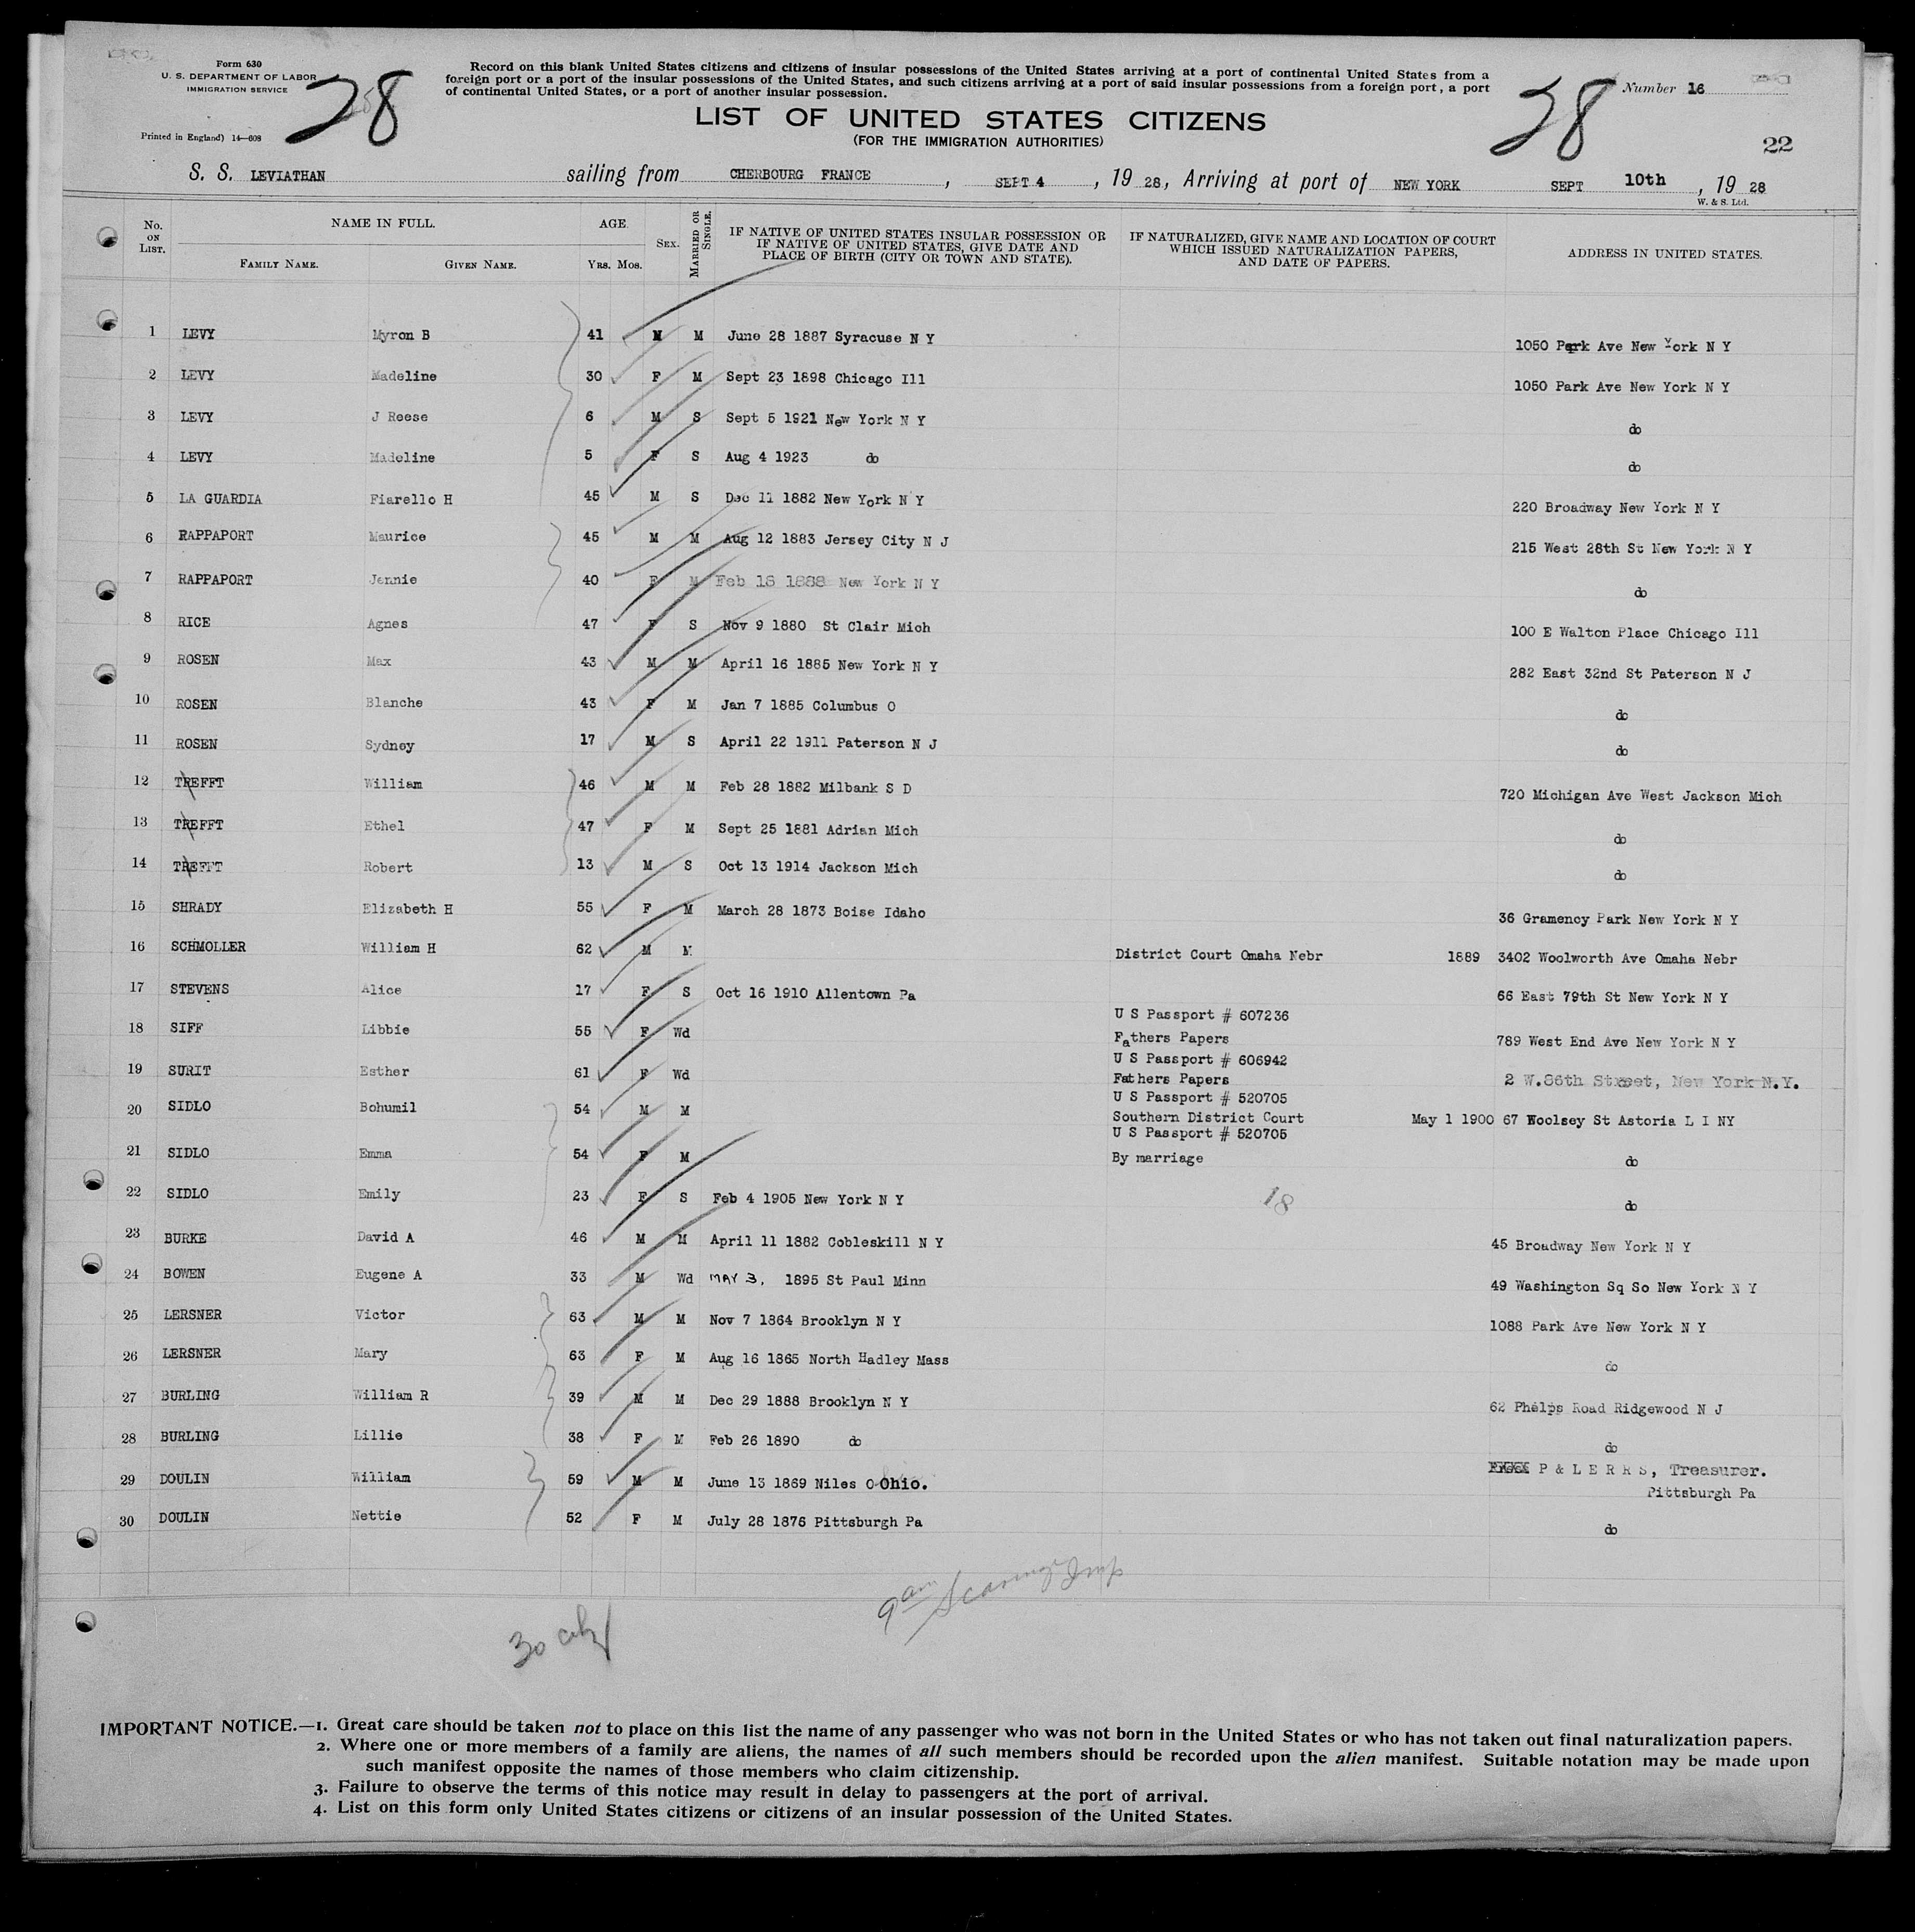 Form 630
U. S. DEPARTMENT OF LABOR
IMMIGRATION SERVICE
Printed in England) 14—608
28
Record on this blank United States citizens and citizens of insular possessions of the United States arriving at a port of continental United States from a
foreign port or a port of the insular possessions of the United States, and such citizens arriving at a port of said insular possessions from a foreign port, a port
of continental United States, or a port of another insular possession.
28
Number 16
LIST OF UNITED STATES CITIZENS
(FOR THE IMMIGRATION AUTHORITIES)
22
S. S. LEVIATHAN sailing from CHERBOURG FRANCE , SEPT 4 , 19 28, Arriving at port of NEW YORK SEPT 10th , 19 28
W. & S. Ltd.
No. ON LIST. NAME IN FULL. FAMILY NAME. GIVEN NAME. AGE YRS. MOS. SEX. MARRIED OR SINGLE. IF NATIVE OF UNITED STATES INSULAR POSSESSION OR IF NATIVE OF UNITED STATES, GIVE DATE AND PLACE OF BIRTH (CITY OR TOWN AND STATE). IF NATURALIZED, GIVE NAME AND LOCATION OF COURT WHICH ISSUED NATURALIZATION PAPERS, AND DATE OF PAPERS. ADDRESS IN UNITED STATES.
1 LEVY Myron B 41 M M June 28 1887 Syracuse N Y 1050 Park Ave New York N Y
2 LEVY Madeline 30 F M Sept 23 1898 Chicago Ill 1050 Park Ave New York N Y
3 LEVY J Reese 6 M S Sept 5 1921 New York N Y do
4 LEVY Madeline 5 F S Aug 4 1923 do do
5 LA GUARDIA Fiarello H 45 M S Dec 11 1882 New York N Y 220 Broadway New York N Y
6 RAPPAPORT Maurice 45 M M Aug 12 1883 Jersey City N J 215 West 28th St New York N Y
7 RAPPAPORT Jennie 40 F M Feb 18 1888 New York N Y do
8 RICE Agnes 47 F S Nov 9 1880 St Clair Mich 100 E Walton Place Chicago Ill
9 ROSEN Max 43 M M April 16 1885 New York N Y 282 East 32nd St Paterson N J
10 ROSEN Blanche 43 F M Jan 7 1885 Columbus O do
11 ROSEN Sydney 17 M S April 22 1911 Paterson N J do
12 TREFFT William 46 M M Feb 28 1882 Milbank S D 720 Michigan Ave West Jackson Mich
13 TREFFT Ethel 47 F M Sept 25 1881 Adrian Mich do
14 TREFFT Robert 13 M S Oct 13 1914 Jackson Mich do
15 SHRADY Elizabeth H 55 F M March 28 1873 Boise Idaho 36 Gramency Park New York N Y
16 SCHMOLLER William H 62 M M District Court Omaha Nebr 1889 3402 Woolworth Ave Omaha Nebr
17 STEVENS Alice 17 F S Oct 16 1910 Allentown Pa 66 East 79th St New York N Y
U S Passport # 607236
18 SIFF Libbie 55 F Wd Fathers Papers 789 West End Ave New York N Y
U S Passport # 606942
19 SURIT Esther 61 F Wd Fathers Papers 2 W.86th Street, New York N.Y.
U S Passport # 520705
20 SIDLO Bohumil 54 M M Southern District Court May 1 1900 67 Woolsey St Astoria L I NY
U S Passport # 520705
21 SIDLO Emma 54 F M By marriage do
22 SIDLO Emily 23 F S Feb 4 1905 New York N Y 18 do
23 BURKE David A 46 M M April 11 1882 Cobleskill N Y 45 Broadway New York N Y
24 BOWEN Eugene A 33 M Wd MAY 3, 1895 St Paul Minn 49 Washington Sq So New York N Y
25 LERSNER Victor 63 M M Nov 7 1864 Brooklyn N Y 1088 Park Ave New York N Y
26 LERSNER Mary 63 F M Aug 16 1865 North Hadley Mass do
27 BURLING William R 39 M M Dec 29 1888 Brooklyn N Y 62 Phelps Road Ridgewood N J
28 BURLING Lillie 38 F M Feb 26 1890 do do
29 DOULIN William 59 M M June 13 1869 Niles O Ohio. P & L E R R S, Treasurer.
Pittsburgh Pa
30 DOULIN Nettie 52 F M July 28 1876 Pittsburgh Pa do
9 am
30
IMPORTANT NOTICE.—1. Great care should be taken not to place on this list the name of any passenger who was not born in the United States or who has not taken out final naturalization papers.
2. Where one or more members of a family are aliens, the names of all such members should be recorded upon the alien manifest. Suitable notation may be made upon
such manifest opposite the names of those members who claim citizenship.
3. Failure to observe the terms of this notice may result in delay to passengers at the port of arrival.
4. List on this form only United States citizens or citizens of an insular possession of the United States.